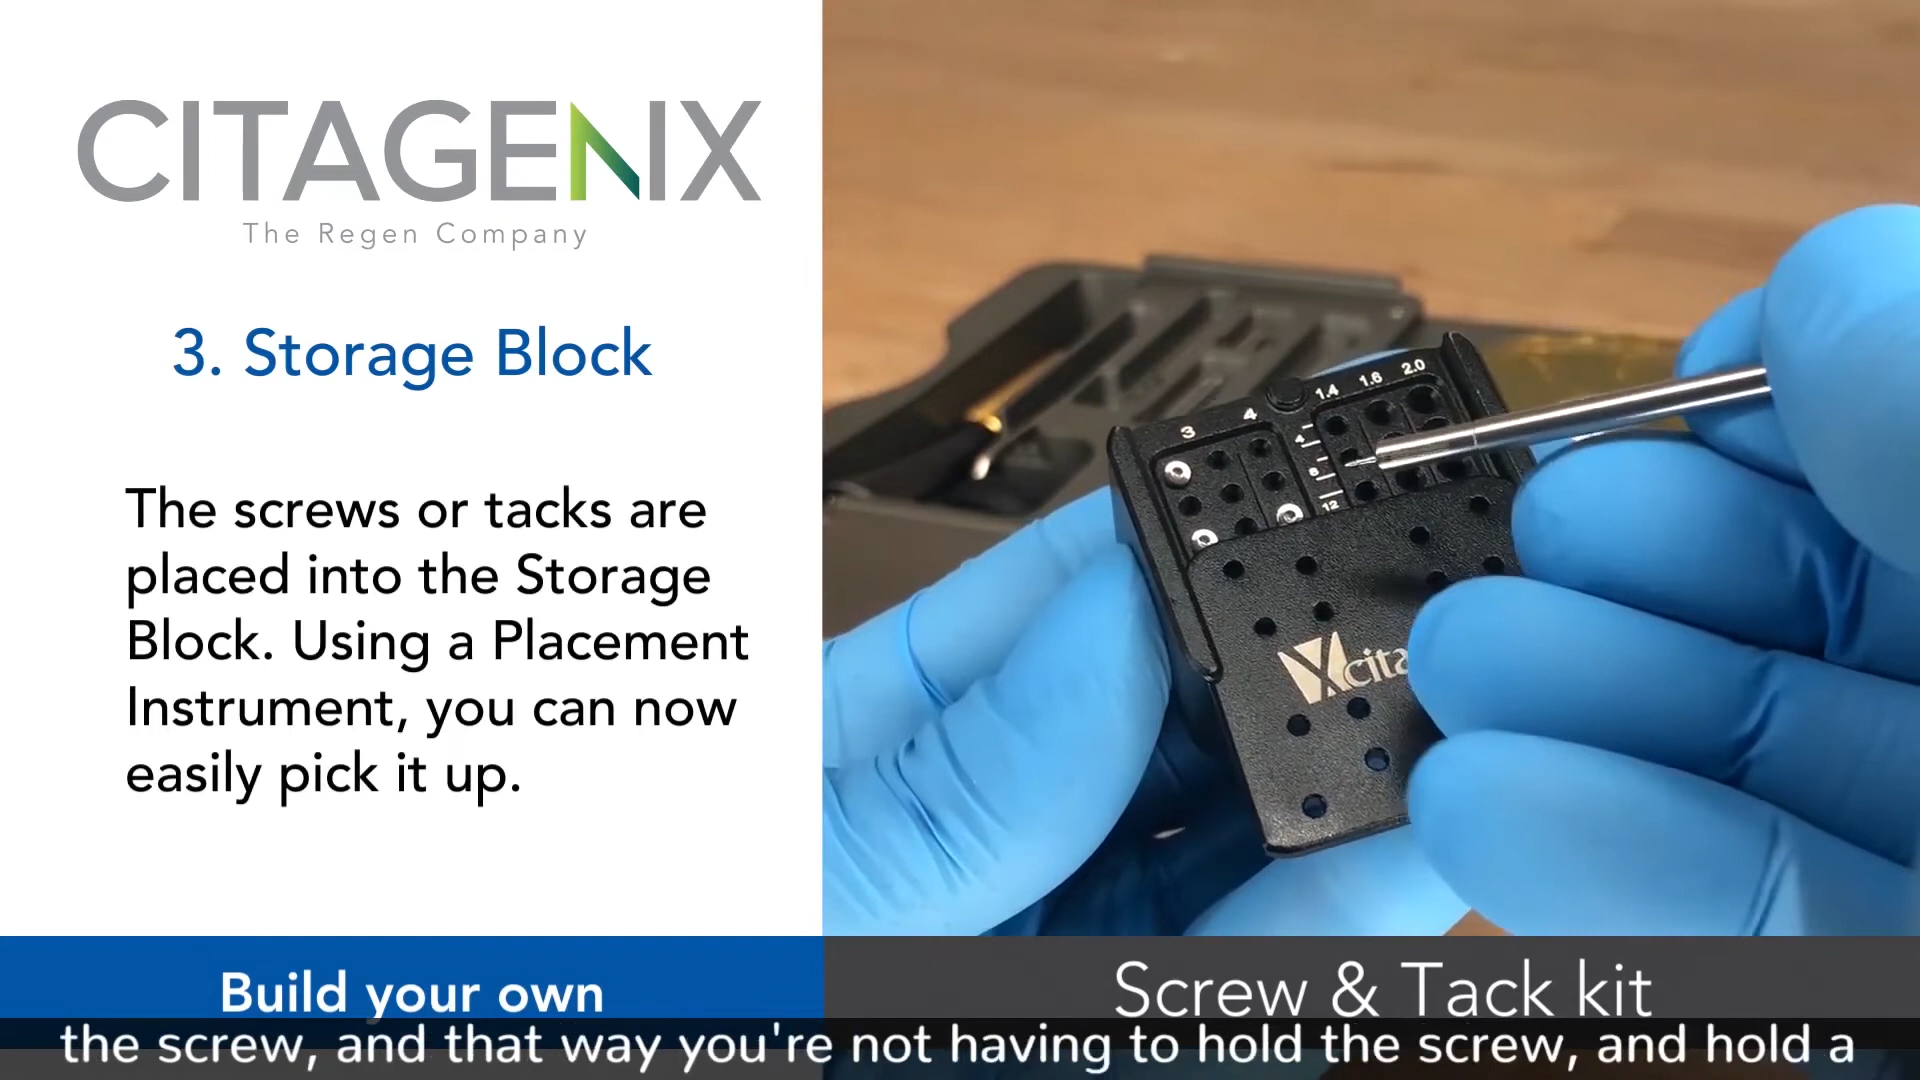 CITAGENIX
The Regen Company
3. Storage Block
The screws or tacks are
placed into the Storage
Block. Using a Placement
Instrument, you can now
easily pick it up.
1.4 1.6 2.0
3 4
4
8
12
cita
Build your own
Screw & Tack kit
the screw, and that way you're not having to hold the screw, and hold a